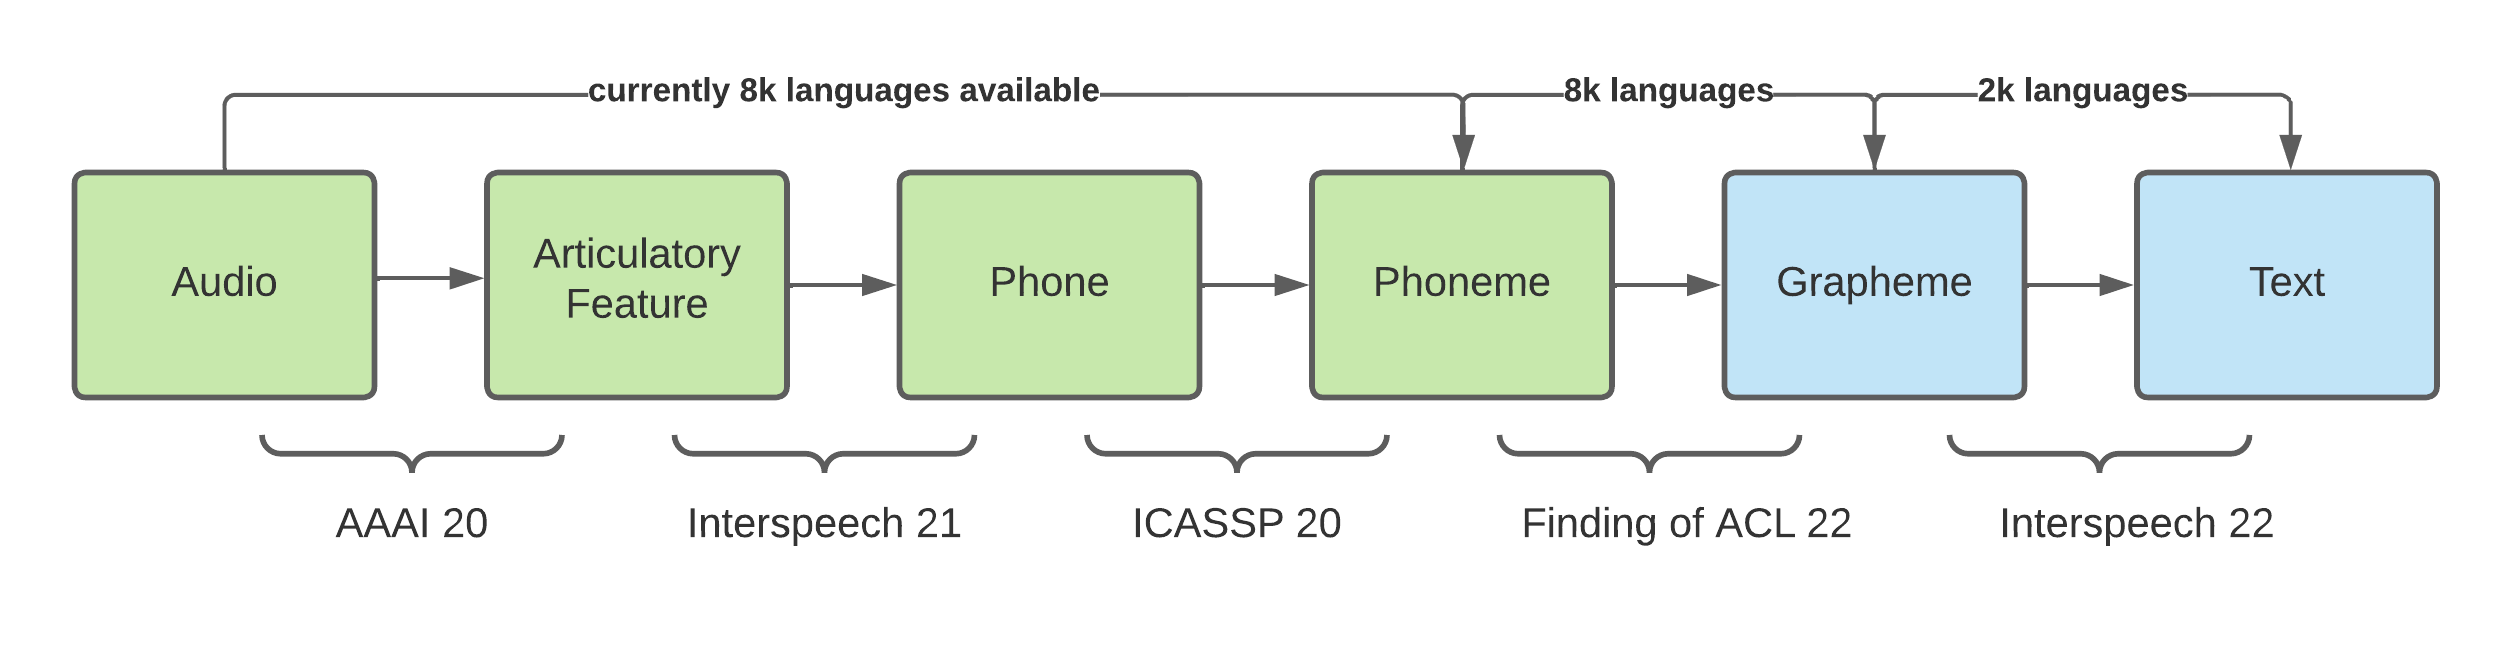 currently 8k languages available
8k languages
2k languages
Audio
Articulatory
Feature
Phone
Phoneme
Grapheme
Text
AAAI 20
Interspeech 21
ICASSP 20
Finding of ACL 22
Interspeech 22